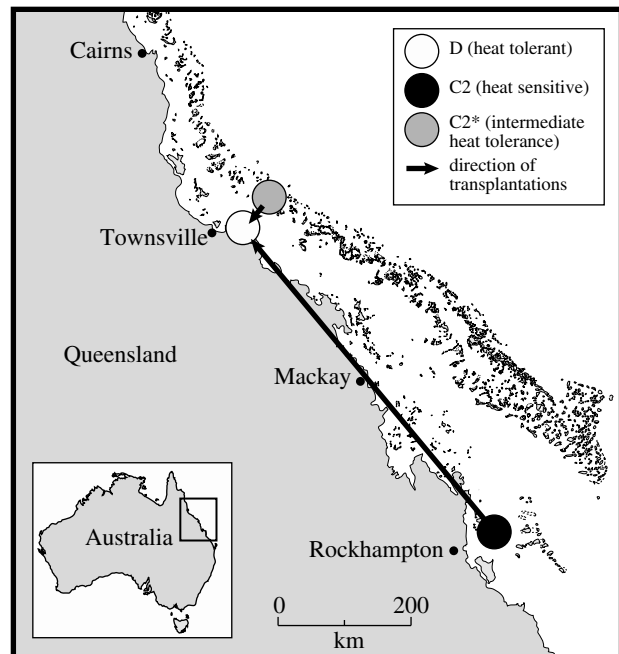 Cairns
D (heat tolerant)
C2 (heat sensitive)
C2* (intermediate
heat tolerance)
direction of
transplantations
Townsville
Queensland
Mackay
Australia
Rockhampton
0 200
km